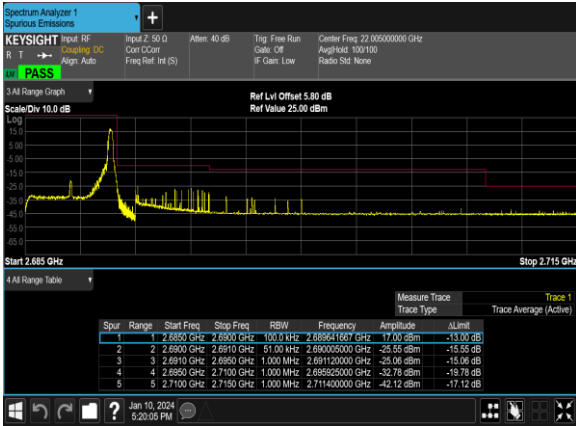 Spectrum Analyzer 1
Spurious Emissions
+
KEYSIGHT Input: RF Input Z: 50 Ω Atten: 40 dB Trig: Free Run Center Freq: 22.005000000 GHz
R T Coupling: DC Corr CCorr Gate: Off Avg|Hold: 100/100
Align: Auto Freq Ref: Int (S) IF Gain: Low Radio Std: None
LNI PASS
3 All Range Graph
Ref Lvl Offset 5.80 dB
Scale/Div 10.0 dB Ref Value 25.00 dBm
Log
15.0
5.00
-5.00
-15.0
-25.0
-35.0
-45.0
-55.0
-65.0
Start 2.685 GHz Stop 2.715 GHz
4 All Range Table
Measure Trace Trace 1
Trace Type Trace Average (Active)
Spur Range Start Freq Stop Freq RBW Frequency Amplitude ΔLimit
1 1 2.6850 GHz 2.6900 GHz 100.0 kHz 2.689641667 GHz 17.00 dBm -13.00 dB
2 2 2.6900 GHz 2.6910 GHz 51.00 kHz 2.690005000 GHz -25.55 dBm -15.55 dB
3 3 2.6910 GHz 2.6950 GHz 1.000 MHz 2.691120000 GHz -25.06 dBm -15.06 dB
4 4 2.6950 GHz 2.7100 GHz 1.000 MHz 2.695925000 GHz -32.78 dBm -19.78 dB
5 5 2.7100 GHz 2.7150 GHz 1.000 MHz 2.711400000 GHz -42.12 dBm -17.12 dB
? Jan 10, 2024
5:20:05 PM